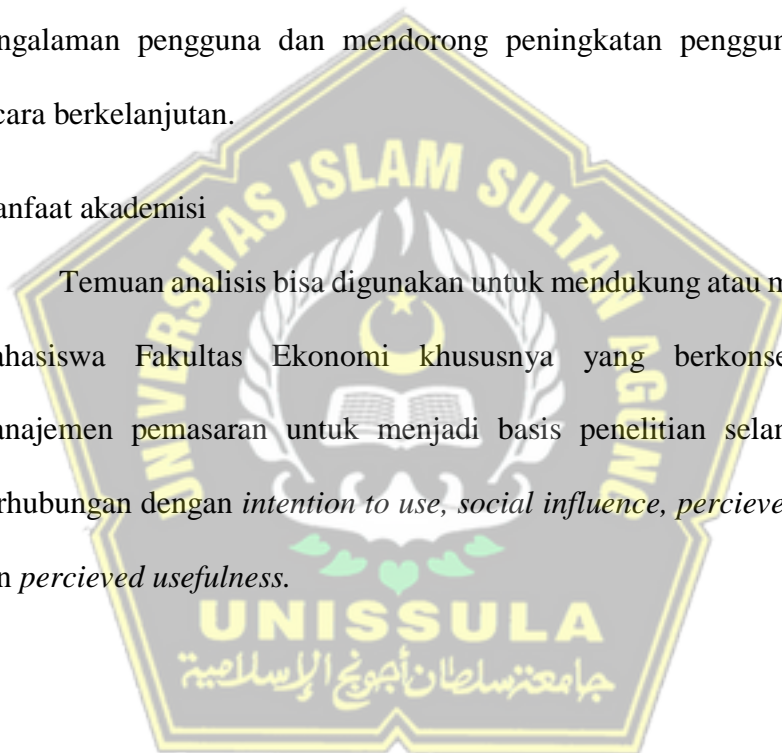 ngalaman pengguna dan mendorong peningkatan penggun
cara berkelanjutan.
anfaat akademisi
Temuan analisis bisa digunakan untuk mendukung atau m
ahasiswa Fakultas Ekonomi khususnya yang berkonse
anajemen pemasaran untuk menjadi basis penelitian selan
rhubungan dengan intention to use, social influence, percieve
n percieved usefulness.
UNIVERSITAS ISLAM SULTAN AGUNG
UNISSULA
جامعة سلطان أجونج الإسلامية